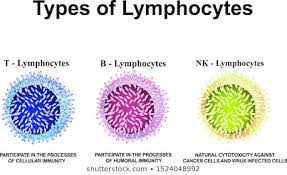 Types of Lymphocytes
T - Lymphocytes
B - Lymphocytes
NK - Lymphocytes
PARTICIPATE IN THE PROCESSES
OF CELLULAR IMMUNITY
PARTICIPATE IN THE PROCESSES
OF HUMORAL IMMUNITY
NATURAL CYTOTOXICITY AGAINST
CANCER CELLS AND VIRUS INFECTED CELLS
shutterstock.com • 1524048992